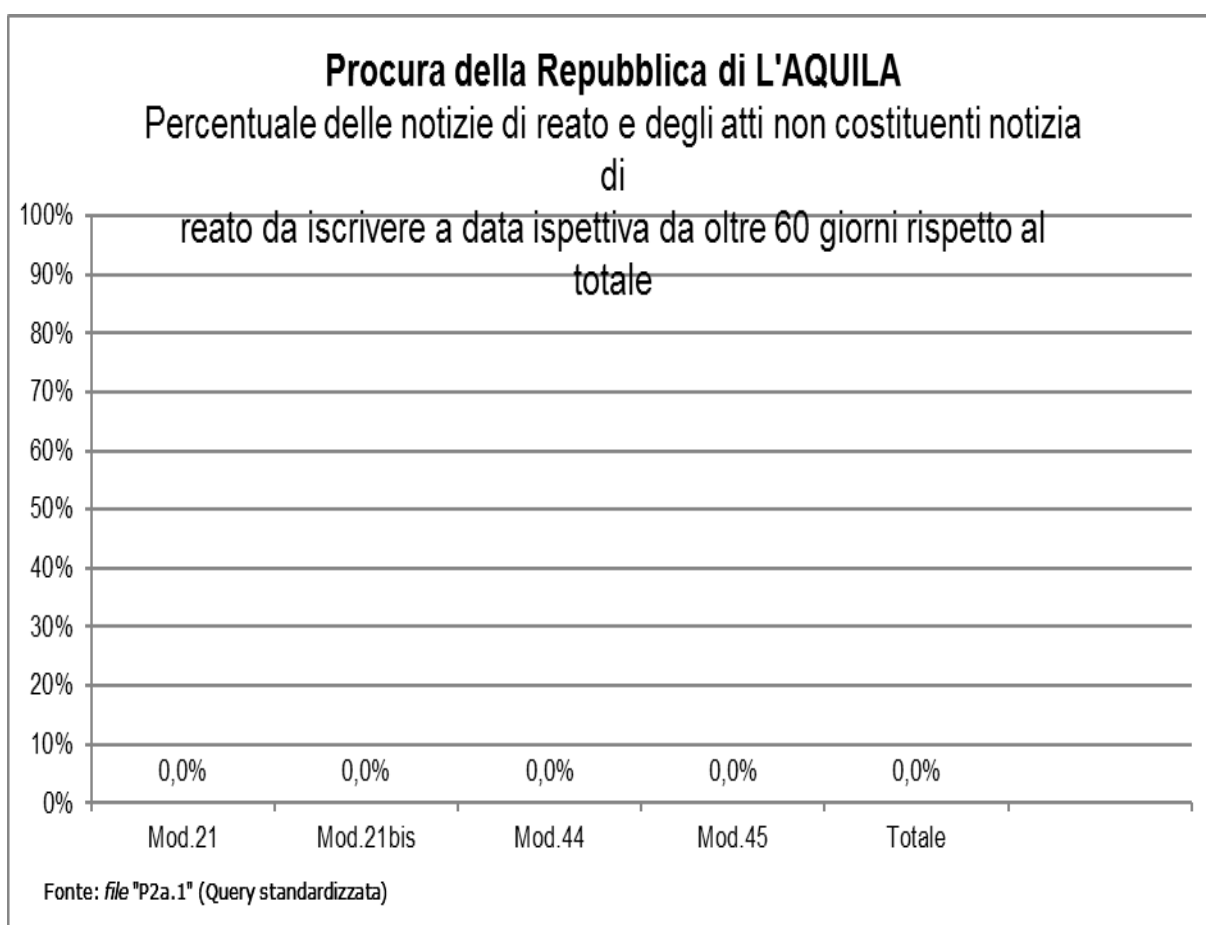 Procura della Repubblica di L'AQUILA
Percentuale delle notizie di reato e degli atti non costituenti notizia
di
reato da iscrivere a data ispettiva da oltre 60 giorni rispetto al
totale
100%
90%
80%
70%
60%
50%
40%
30%
20%
10%
0%
0,0% 0,0% 0,0% 0,0% 0,0%
Mod.21 Mod.21bis Mod.44 Mod.45 Totale
Fonte: file "P2a.1" (Query standardizzata)